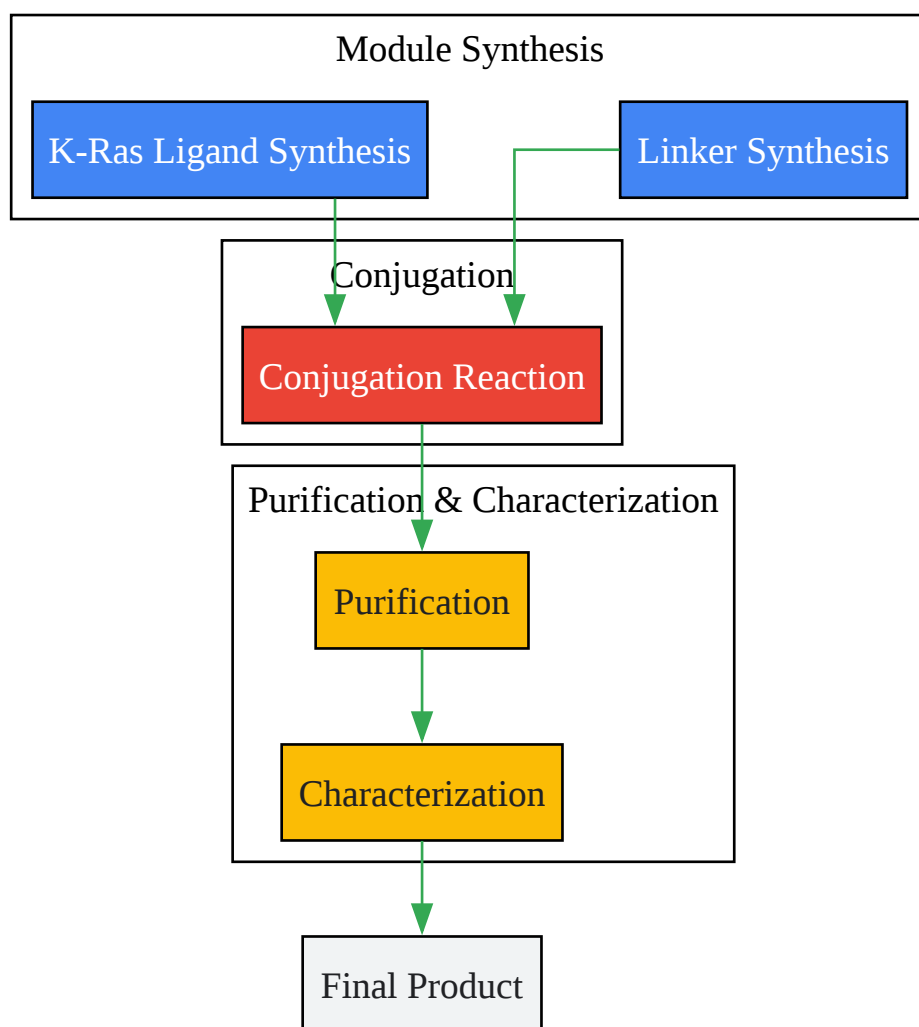 Module Synthesis
K-Ras Ligand Synthesis
Linker Synthesis
Conjugation
Conjugation Reaction
Purification & Characterization
Purification
Characterization
Final Product